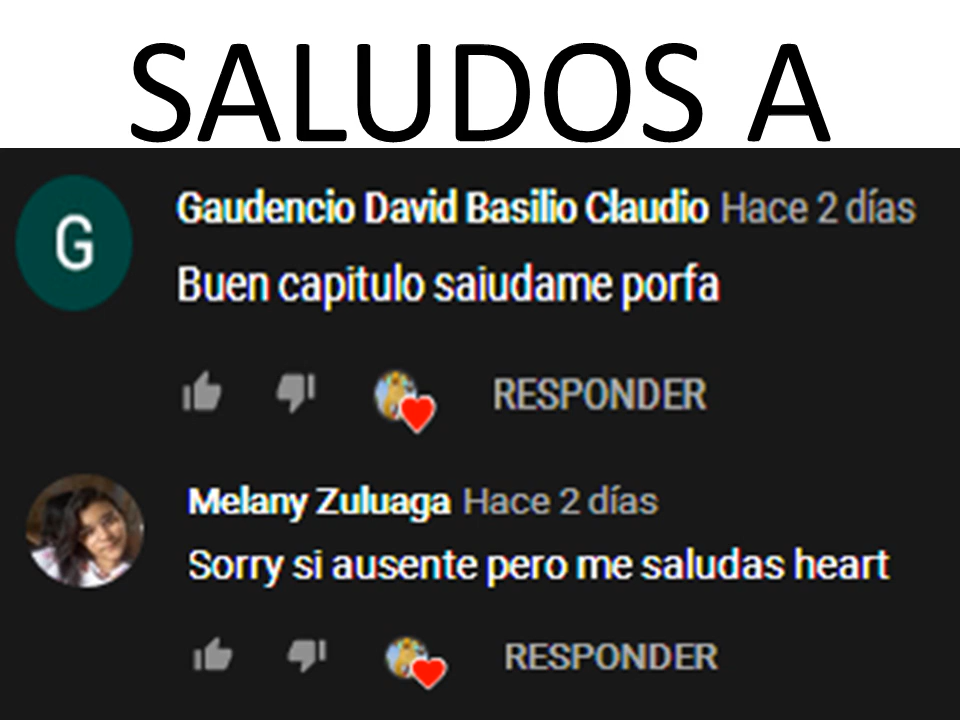 SALUDOS A
G
Gaudencio David Basilio Claudio Hace 2 días
Buen capitulo saiudame porfa
RESPONDER
Melany Zuluaga Hace 2 días
Sorry si ausente pero me saludas heart
RESPONDER